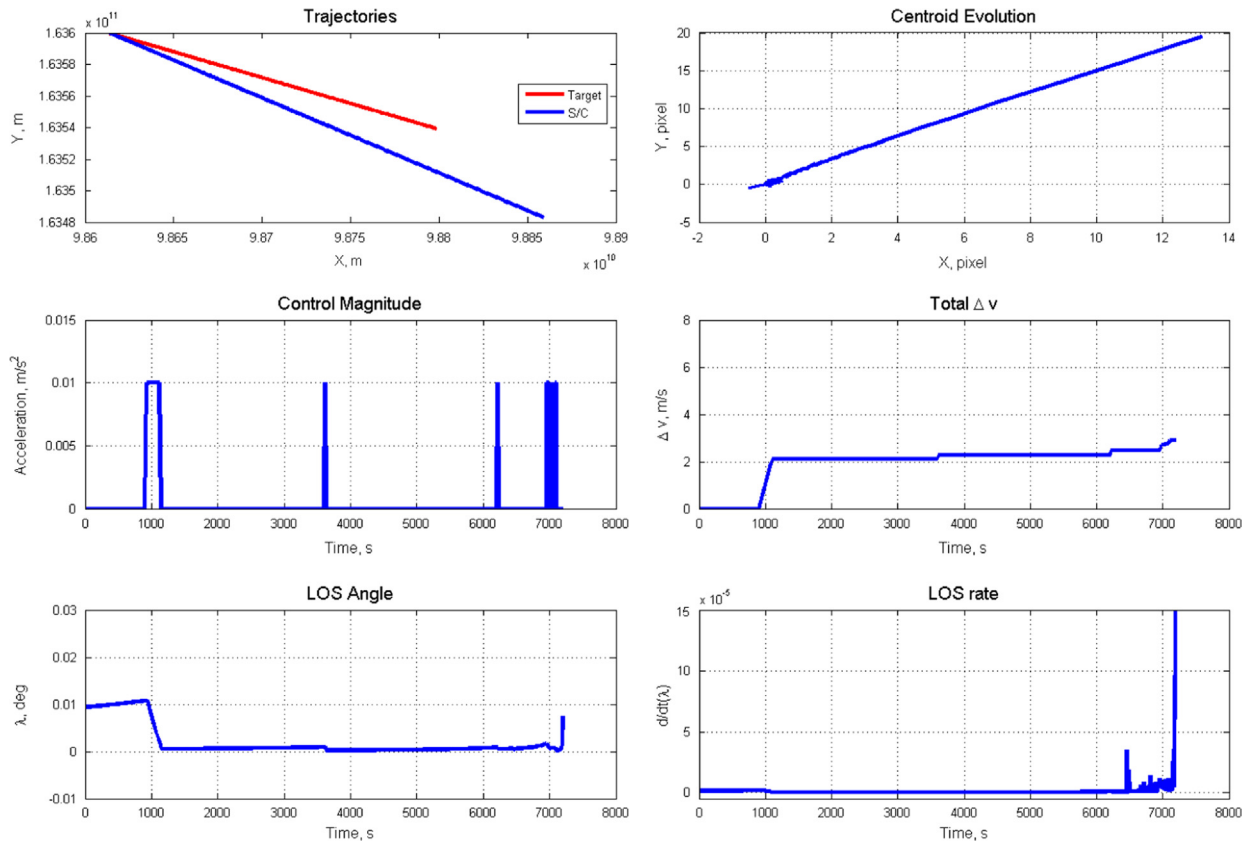 Trajectories
x 10^11
1.636
1.6358
1.6356
1.6354
1.6352
1.635
1.6348
Y, m
9.86 9.865 9.87 9.875 9.88 9.885 9.89
x 10^10
X, m
Target
S/C
Centroid Evolution
20
15
10
5
0
-5
Y, pixel
-2 0 2 4 6 8 10 12 14
X, pixel
Control Magnitude
0.015
0.01
0.005
0
Acceleration, m/s²
0 1000 2000 3000 4000 5000 6000 7000 8000
Time, s
Total Δ v
8
6
4
2
0
Δ v, m/s
0 1000 2000 3000 4000 5000 6000 7000 8000
Time, s
LOS Angle
0.03
0.02
0.01
0
-0.01
λ, deg
0 1000 2000 3000 4000 5000 6000 7000 8000
Time, s
LOS rate
x 10^-5
15
10
5
0
d/dt(λ)
0 1000 2000 3000 4000 5000 6000 7000 8000
Time, s